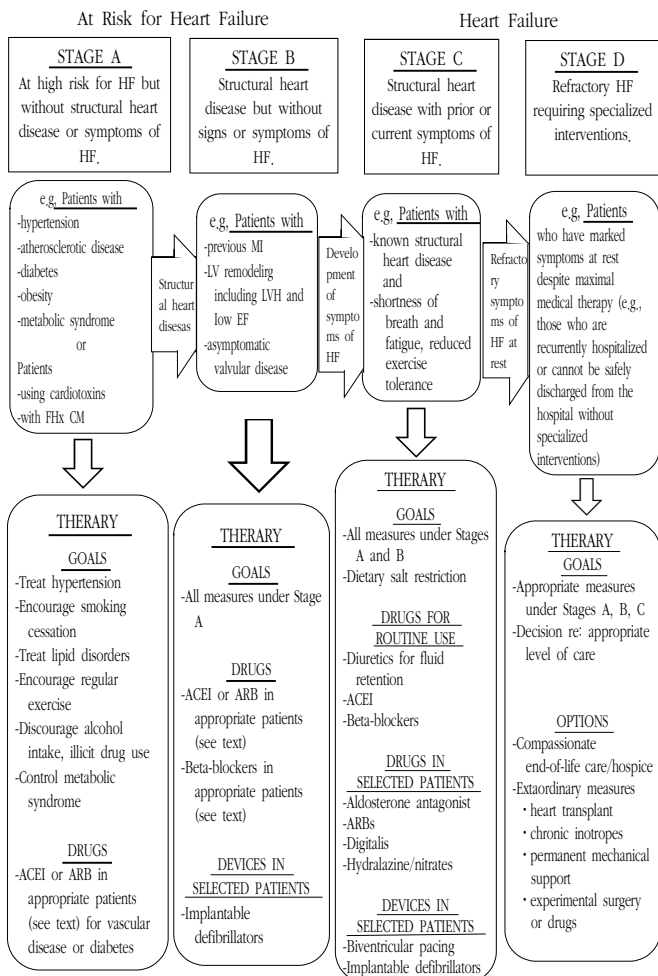 At Risk for Heart Failure
Heart Failure
STAGE A
At high risk for HF but
without structural heart
disease or symptoms of
HF.
STAGE B
Structural heart
disease but without
signs or symptoms of
HF.
STAGE C
Structural heart
disease with prior or
current symptoms of
HF.
STAGE D
Refractory HF
requiring specialized
interventions.
e.g, Patients with
-hypertension
-atherosclerotic disease
-diabetes
-obesity
-metabolic syndrome
or
Patients
-using cardiotoxins
-with FHx CM
Structur
al heart
diseass
e.g, Patients with
-previous MI
-LV remodelirg
including LVH and
low EF
-asymptomatic
valvular disease
Develop
ment
of
sympto
ms of
HF
e.g, Patients with
-known structural
heart disease
and
-shortness of
breath and
fatigue, reduced
exercise
tolerance
Refracto
ry
sympto
ms of
HF at
rest
e.g, Patients
who have marked
symptoms at rest
despite maximal
medical therapy (e.g.,
those who are
recurrently hospitalized
or cannot be safely
discharged from the
hospital without
specialized
interventions)
THERARY
GOALS
-Treat hypertension
-Encourage smoking
cessation
-Treat lipid disorders
-Encourage regular
exercise
-Discourage alcohol
intake, illicit drug use
-Control metabolic
syndrome
DRUGS
-ACEI or ARB in
appropriate patients
(see text) for vascular
disease or diabetes
THERARY
GOALS
-All measures under Stage
A
DRUGS
-ACEI or ARB in
appropriate patients
(see text)
-Beta-blockers in
appropriate patients
(see text)
DEVICES IN
SELECTED PATIENTS
-Implantable
defibrillators
THERARY
GOALS
-All measures under Stages
A and B
-Dietary salt restriction
DRUGS FOR
ROUTINE USE
-Diuretics for fluid
retention
-ACEI
-Beta-blockers
DRUGS IN
SELECTED PATIENTS
-Aldosterone antagonist
-ARBs
-Digitalis
-Hydralazine/nitrates
DEVICES IN
SELECTED PATIENTS
-Biventricular pacing
-Implantable defibrillators
THERARY
GOALS
-Appropriate measures
under Stages A, B, C
-Decision re: appropriate
level of care
OPTIONS
-Compassionate
end-of-life care/hospice
-Extaordinary measures
・heart transplant
・chronic inotropes
・permanent mechanical
support
・experimental surgery
or drugs